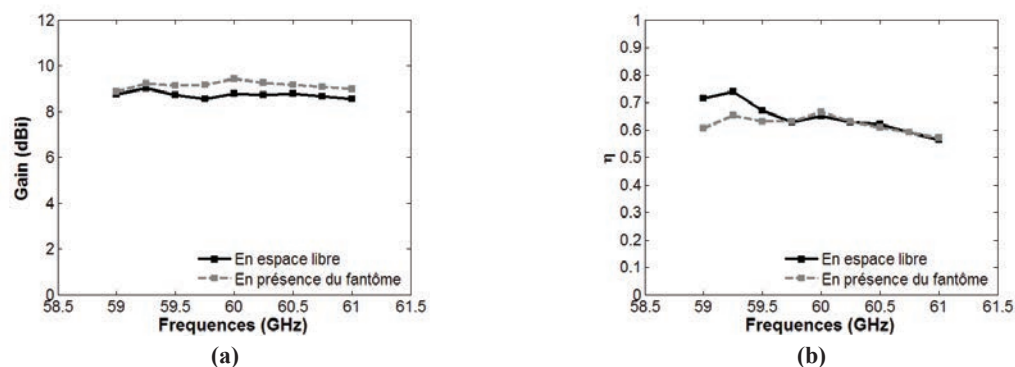 12
10
8
6
4
2
0
Gain (dBi)
En espace libre
En présence du fantôme
58.5 59 59.5 60 60.5 61 61.5
Frequences (GHz)
(a)
1
0.9
0.8
0.7
0.6
0.5
0.4
0.3
0.2
0.1
0
η
En espace libre
En présence du fantôme
58.5 59 59.5 60 60.5 61 61.5
Frequences (GHz)
(b)